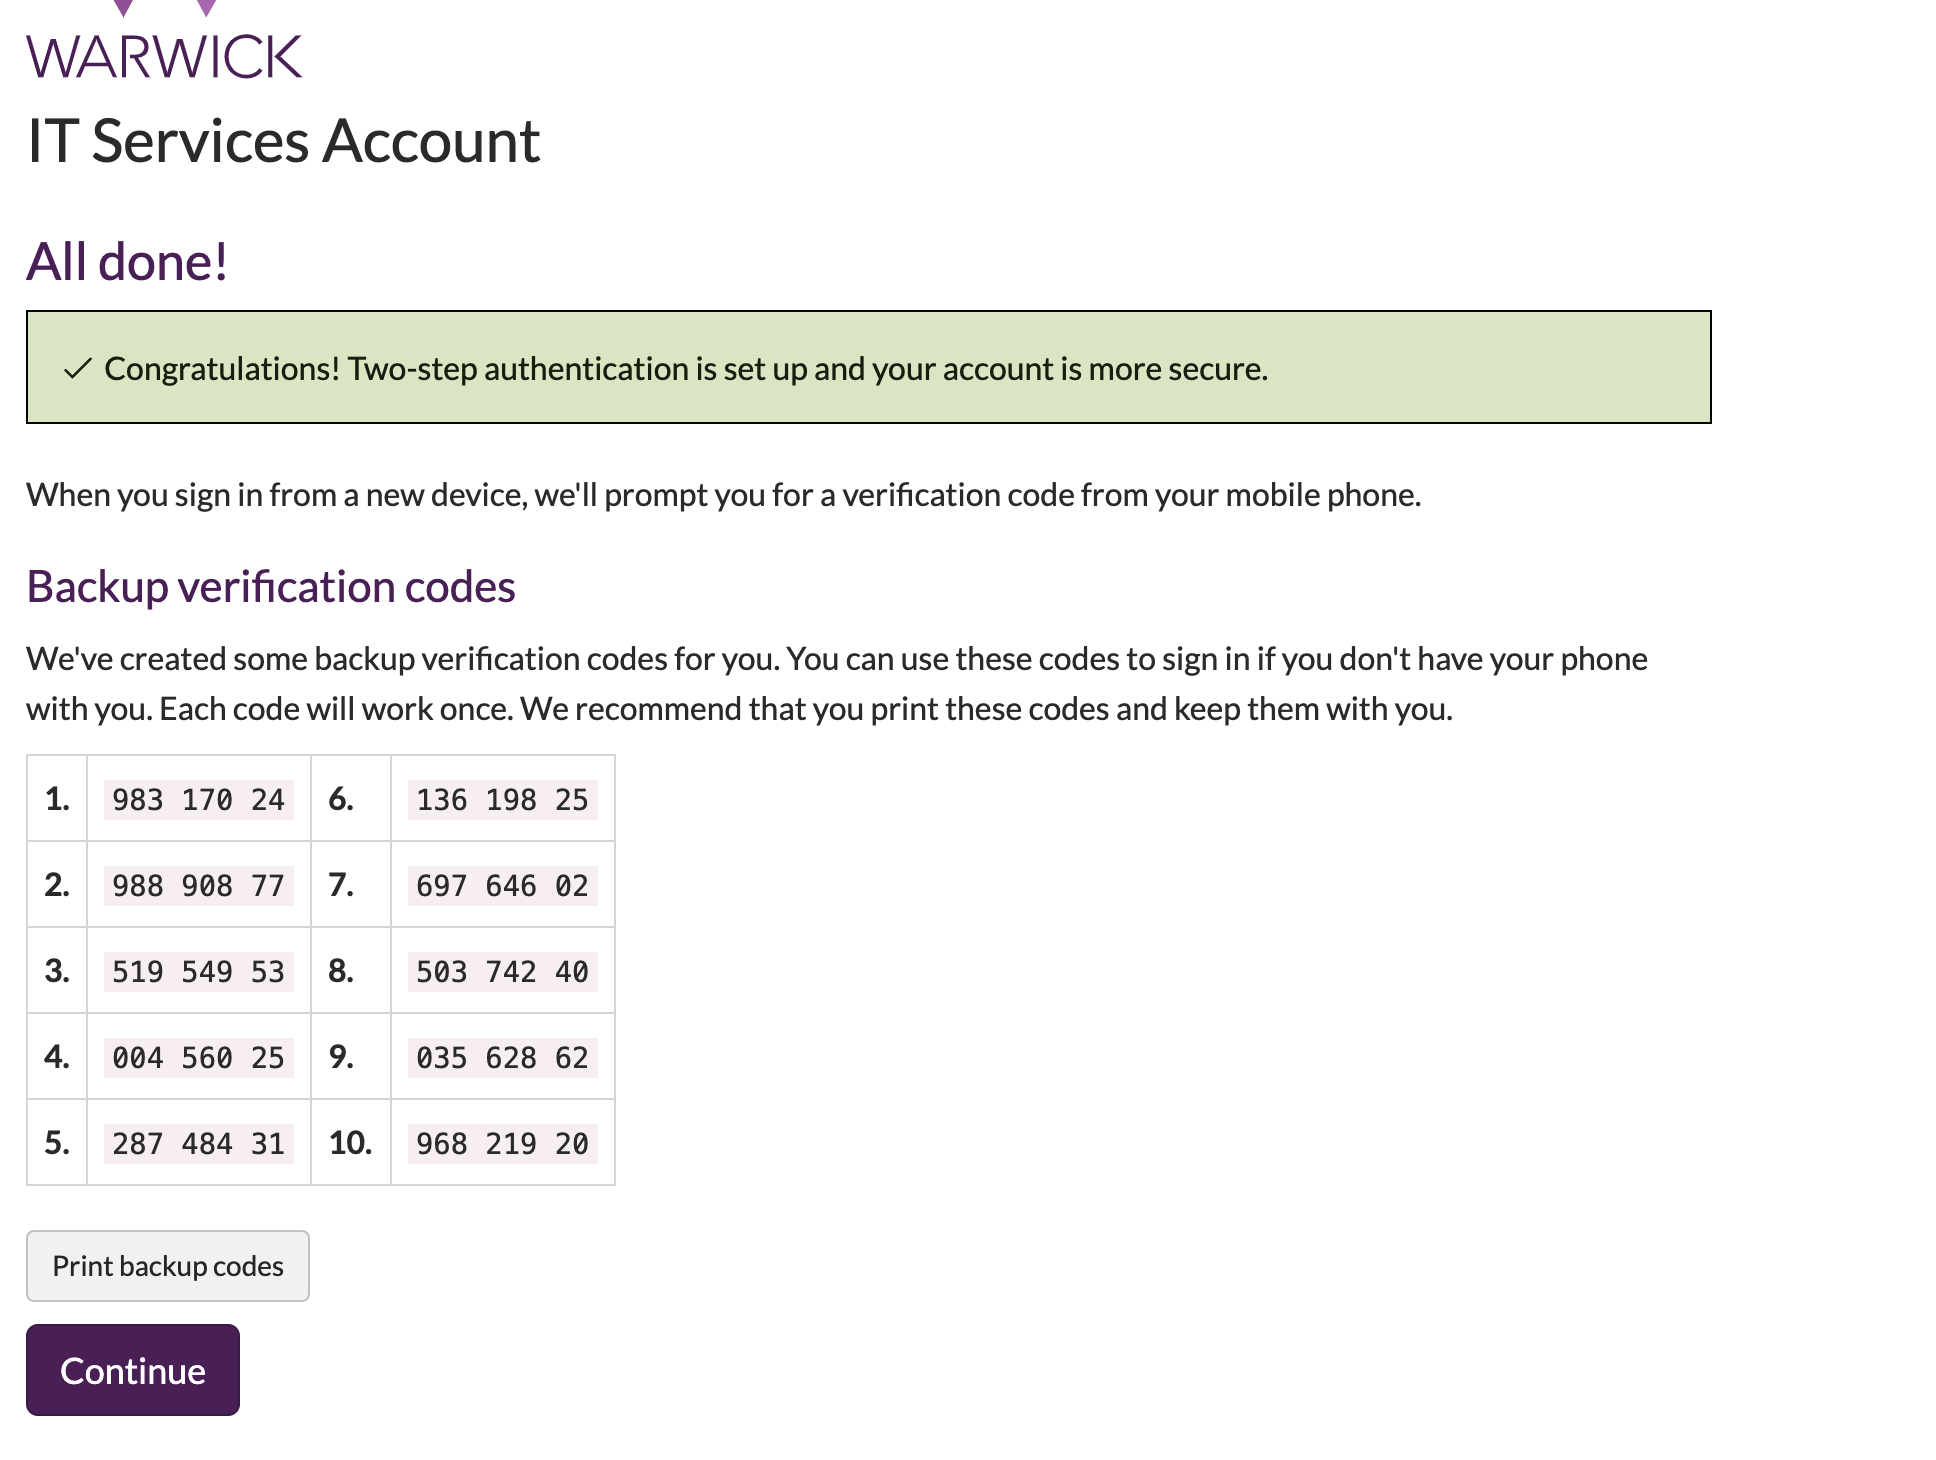 WARWICK
IT Services Account
All done!
✓ Congratulations! Two-step authentication is set up and your account is more secure.
When you sign in from a new device, we'll prompt you for a verification code from your mobile phone.
Backup verification codes
We've created some backup verification codes for you. You can use these codes to sign in if you don't have your phone
with you. Each code will work once. We recommend that you print these codes and keep them with you.
1. 983 170 24 6. 136 198 25
2. 988 908 77 7. 697 646 02
3. 519 549 53 8. 503 742 40
4. 004 560 25 9. 035 628 62
5. 287 484 31 10. 968 219 20
Print backup codes
Continue